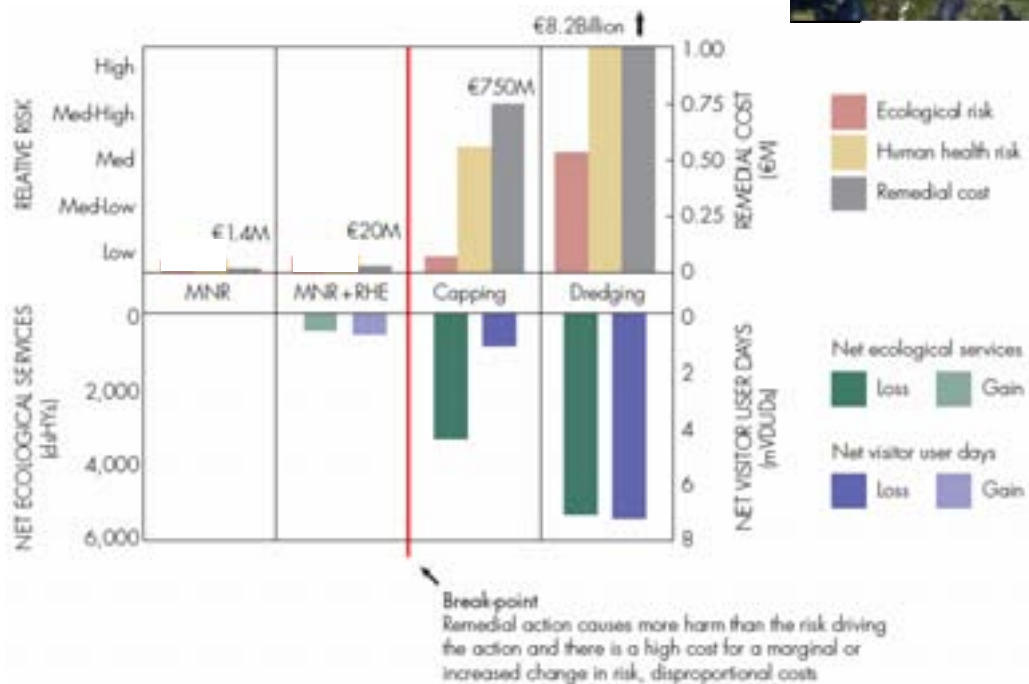 €8.2Billion
High
Med-High
Med
Med-Low
Low
RELATIVE RISK
€1.4M
€20M
€750M
1.00
0.75
0.50
0.25
0
REMEDIAL COST
[€M]
Ecological risk
Human health risk
Remedial cost
MNR
MNR + RHE
Capping
Dredging
0
2,000
4,000
6,000
NET ECOLOGICAL SERVICES
[dsHYs]
0
2
4
6
8
NET VISITOR USER DAYS
[mVDUDs]
Net ecological services
Loss
Gain
Net visitor user days
Loss
Gain
Break-point
Remedial action causes more harm than the risk driving
the action and there is a high cost for a marginal or
increased change in risk, disproportional costs